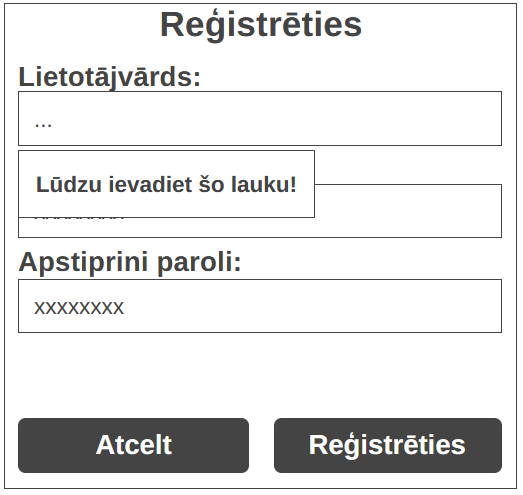 Reģistrēties
Lietotājvārds:
...
Lūdzu ievadiet šo lauku!
Apstiprini paroli:
xxxxxxxx
Atcelt
Reģistrēties